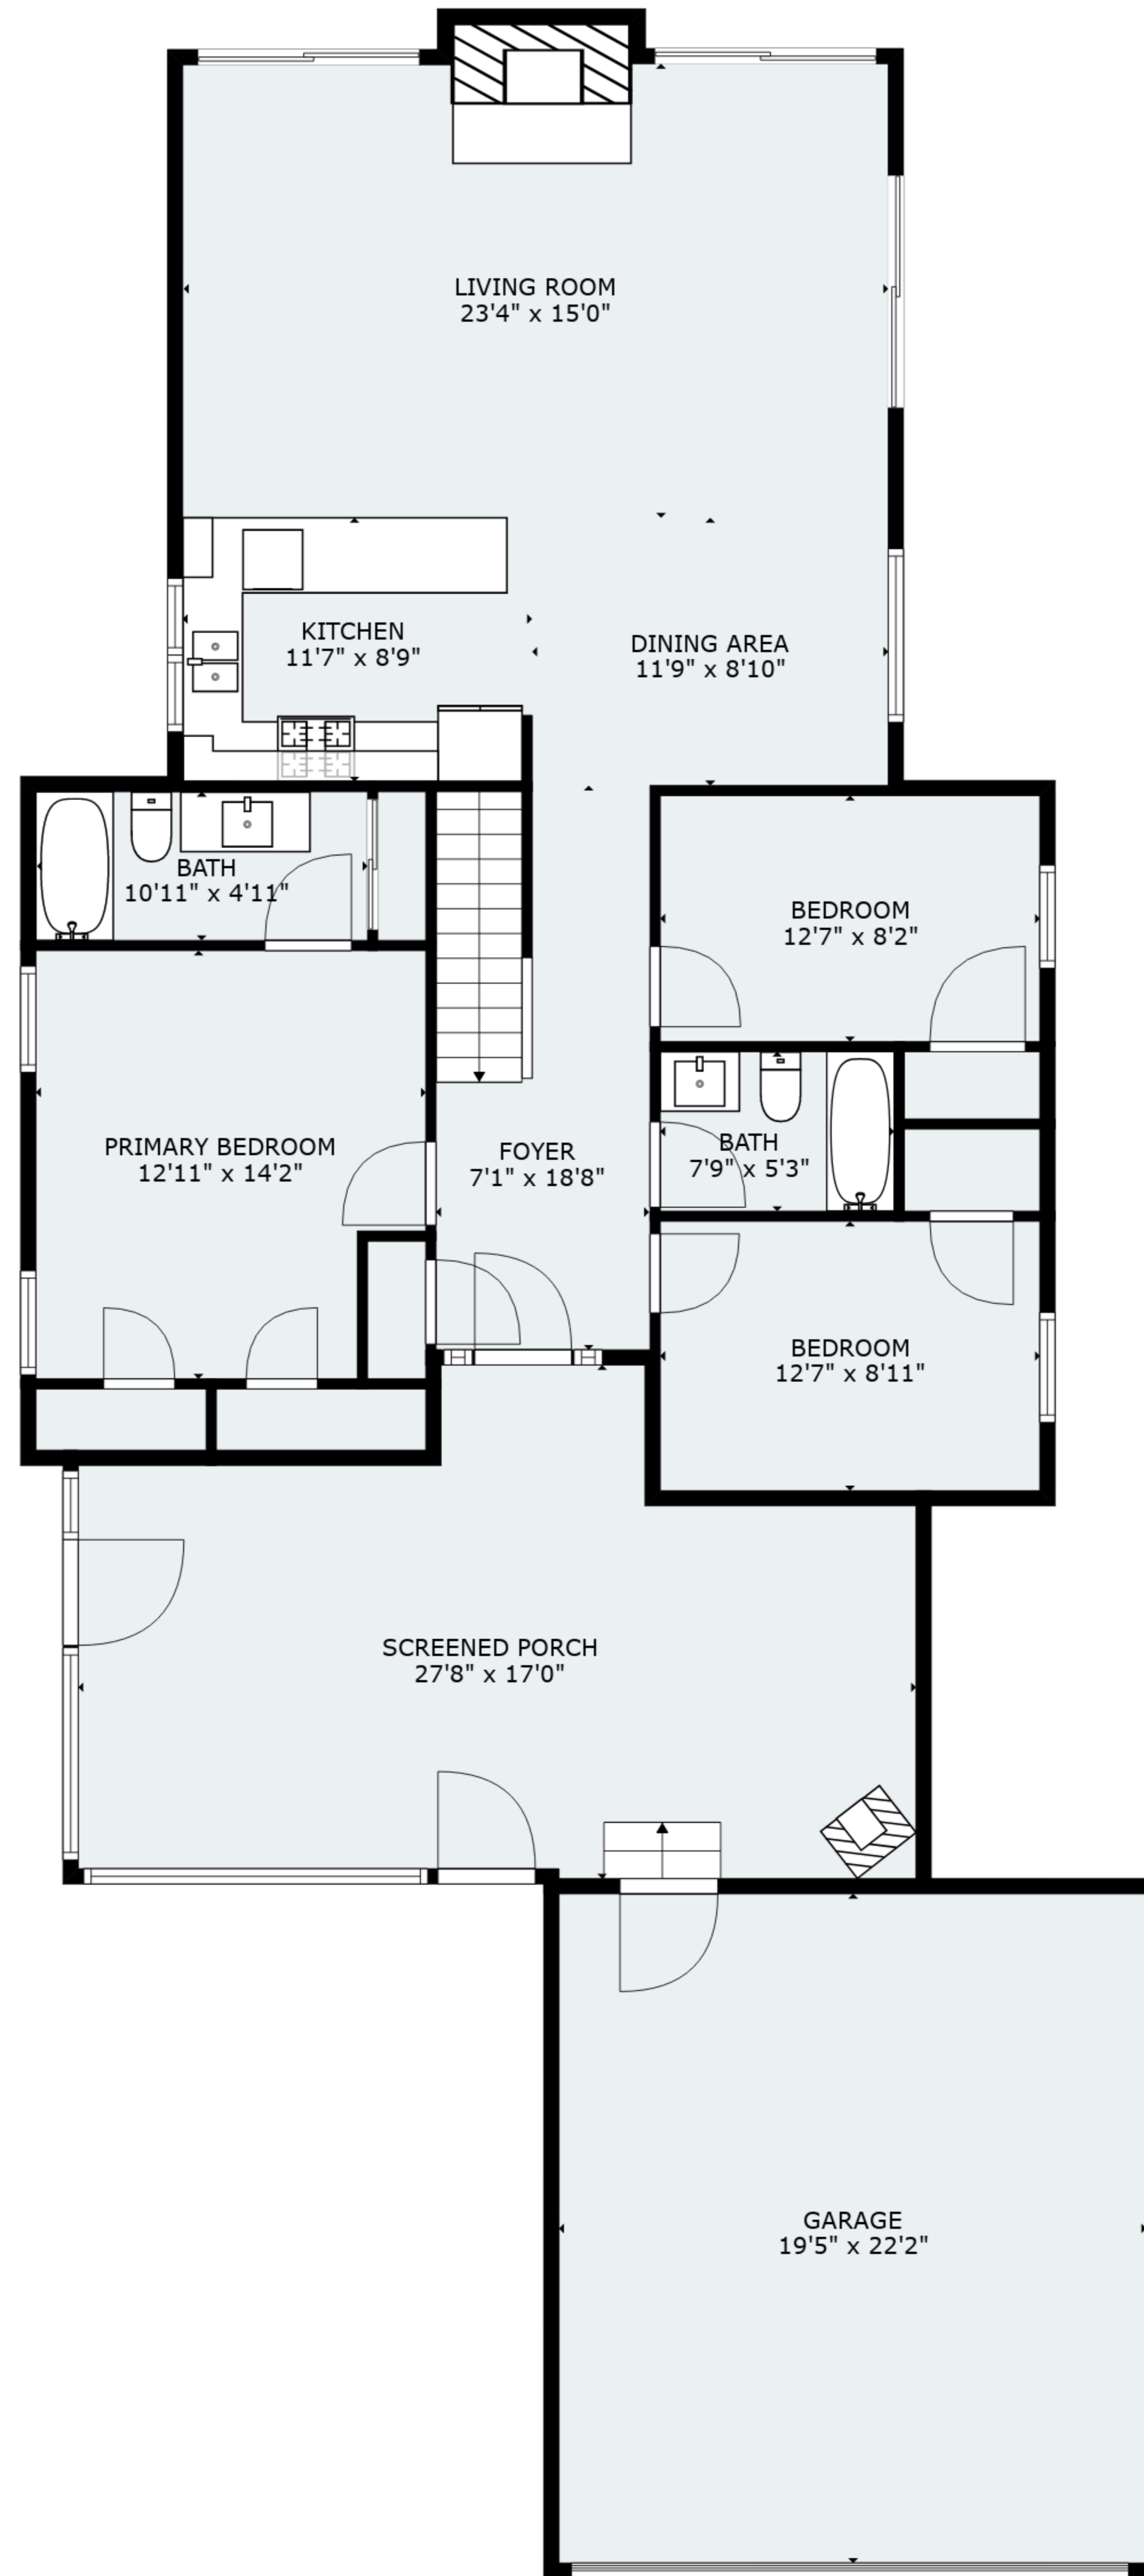 LIVING ROOM
23'4" x 15'0"
KITCHEN
11'7" x 8'9"
DINING AREA
11'9" x 8'10"
BATH
10'11" x 4'11"
BEDROOM
12'7" x 8'2"
PRIMARY BEDROOM
12'11" x 14'2"
FOYER
7'1" x 18'8"
BATH
7'9" x 5'3"
BEDROOM
12'7" x 8'11"
SCREENED PORCH
27'8" x 17'0"
GARAGE
19'5" x 22'2"